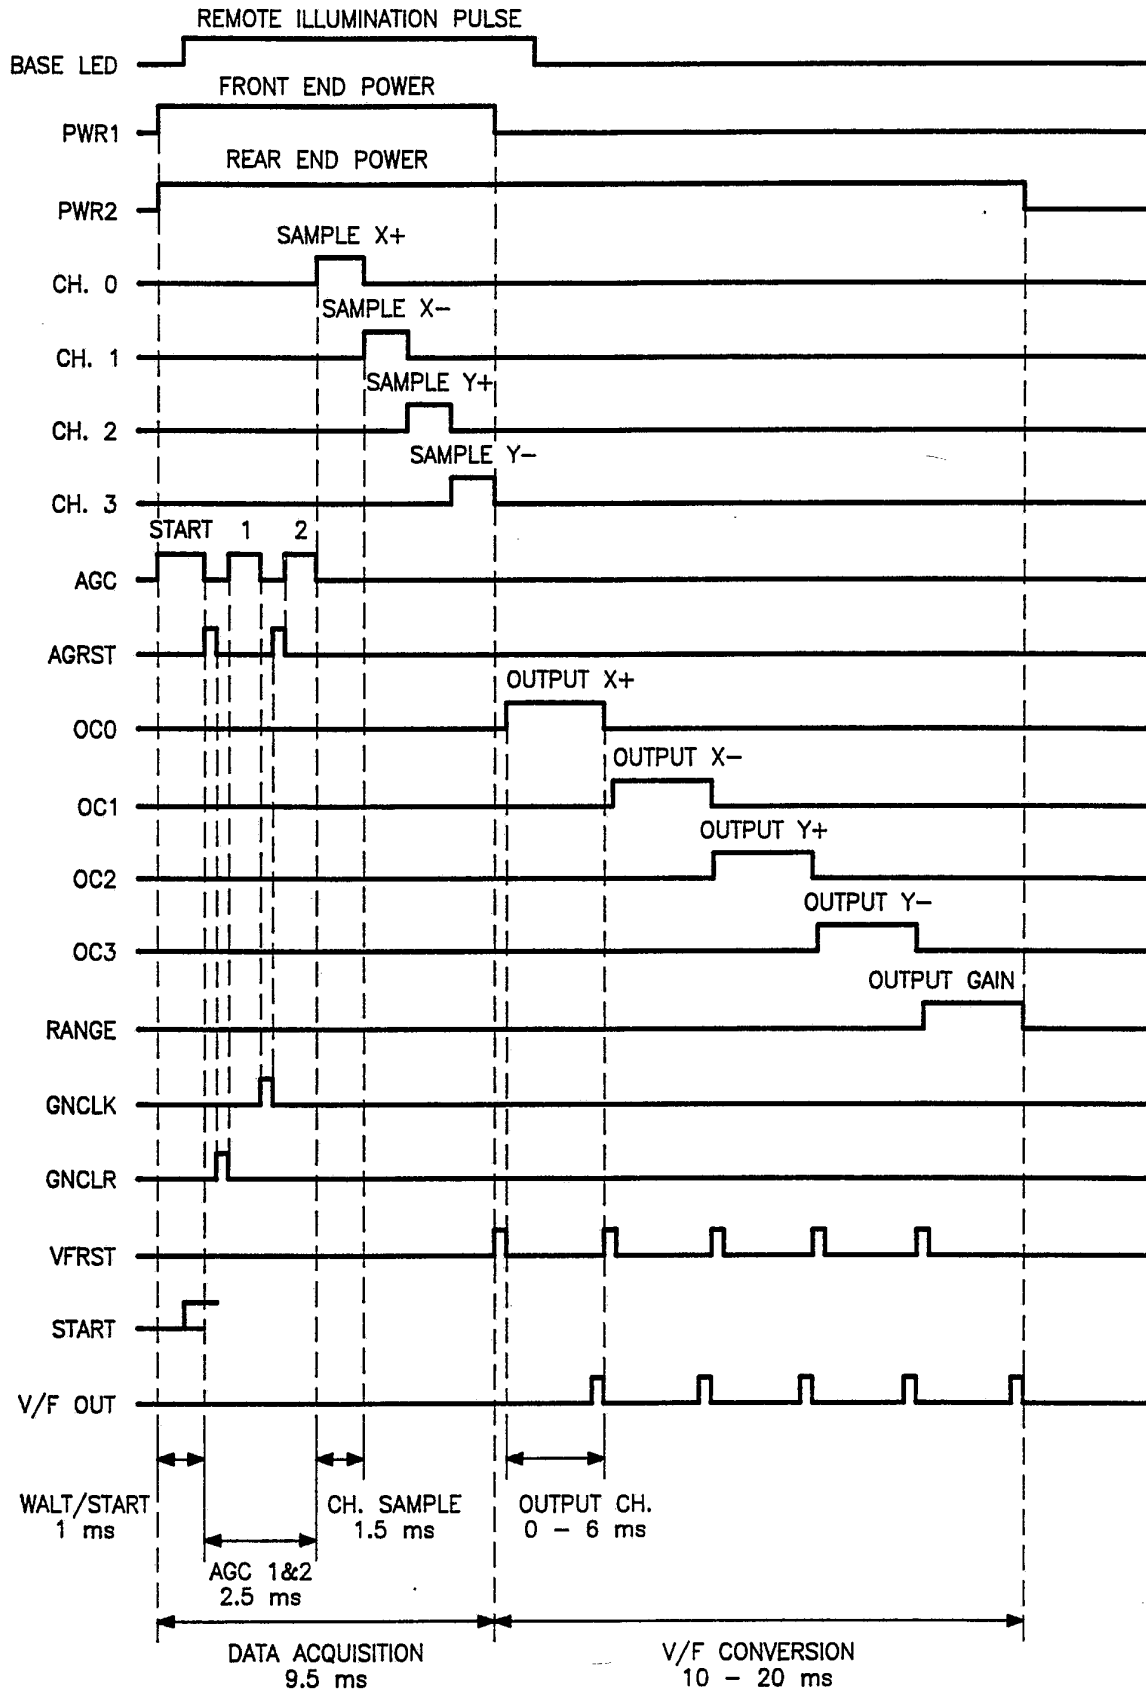 REMOTE ILLUMINATION PULSE
BASE LED
FRONT END POWER
PWR1
REAR END POWER
PWR2
SAMPLE X+
CH. 0
SAMPLE X−
CH. 1
SAMPLE Y+
CH. 2
SAMPLE Y−
CH. 3
START 1 2
AGC
AGRST
OUTPUT X+
OC0
OUTPUT X−
OC1
OUTPUT Y+
OC2
OUTPUT Y−
OC3
OUTPUT GAIN
RANGE
GNCLK
GNCLR
VFRST
START
V/F OUT
WALT/START
1 ms
CH. SAMPLE
1.5 ms
OUTPUT CH.
0 − 6 ms
AGC 1&2
2.5 ms
DATA ACQUISITION
9.5 ms
V/F CONVERSION
10 − 20 ms